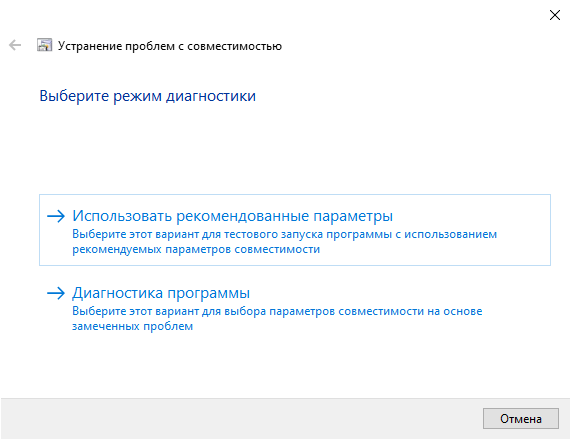 Устранение проблем с совместимостью
Выберите режим диагностики
Использовать рекомендованные параметры
Выберите этот вариант для тестового запуска программы с использованием
рекомендуемых параметров совместимости
Диагностика программы
Выберите этот вариант для выбора параметров совместимости на основе
замеченных проблем
Отмена